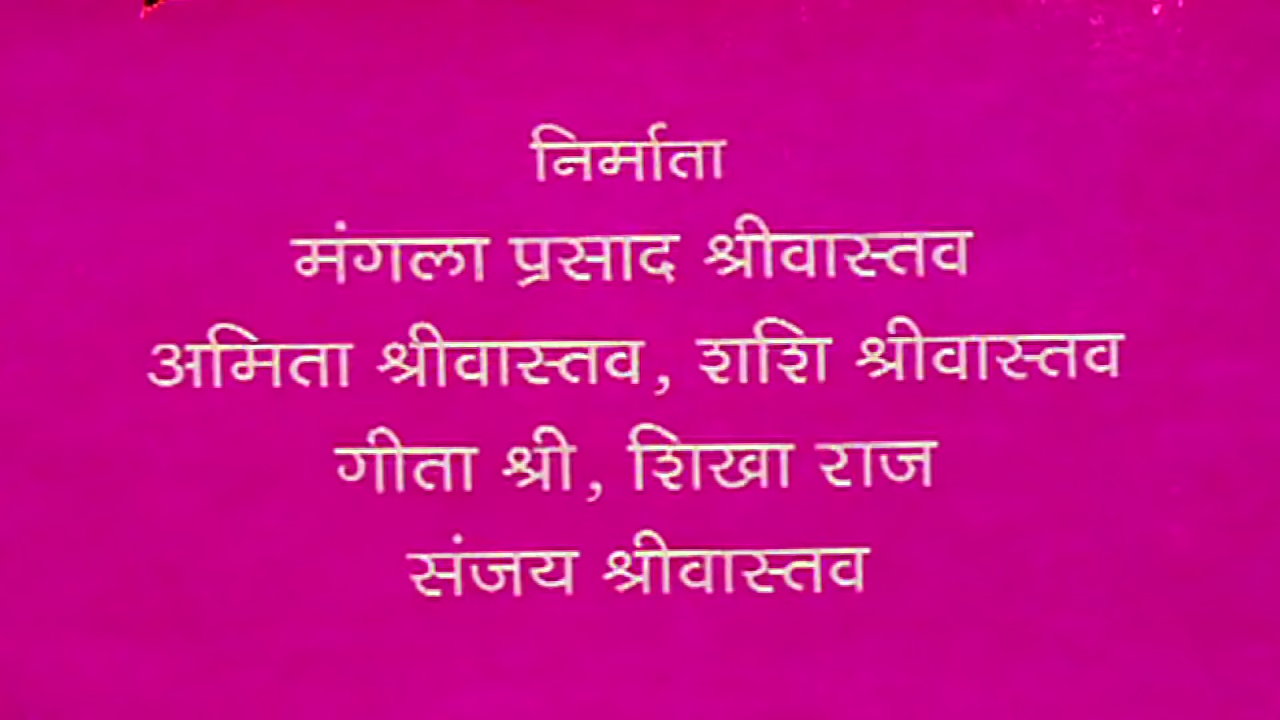 निर्माता
मंगला प्रसाद श्रीवास्तव
अमिता श्रीवास्तव, शशि श्रीवास्तव
गीता श्री, शिखा राज
संजय श्रीवास्तव